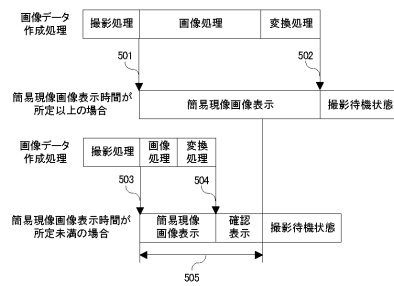 画像データ
作成処理
撮影処理
画像処理
変換処理
501
502
簡易現像画像表示時間が
所定以上の場合
簡易現像画像表示
撮影待機状態
画像データ
作成処理
撮影処理
画像
処理
変換
処理
503
504
簡易現像画像表示時間が
所定未満の場合
簡易現像
画像表示
確認
表示
撮影待機状態
505